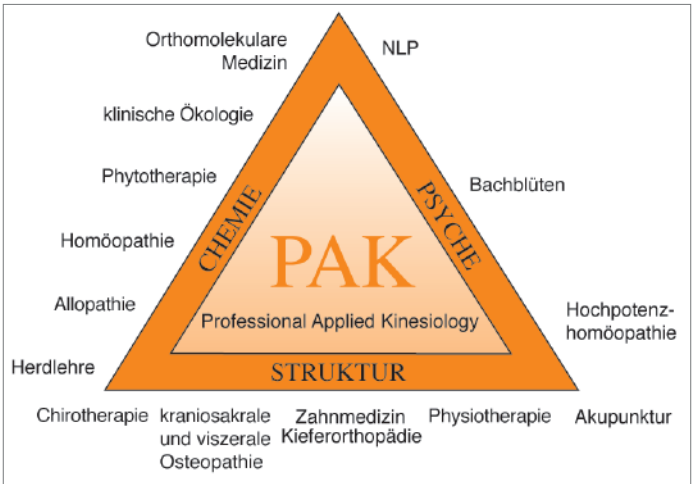 Orthomolekulare
Medizin
NLP
klinische Ökologie
Phytotherapie
Bachblüten
CHEMIE
PSYCHE
Homöopathie
PAK
Allopathie
Professional Applied Kinesiology
Hochpotenz-
homöopathie
Herdlehre
STRUKTUR
Chirotherapie
kraniosakrale
und viszerale
Osteopathie
Zahnmedizin
Kieferorthopädie
Physiotherapie
Akupunktur